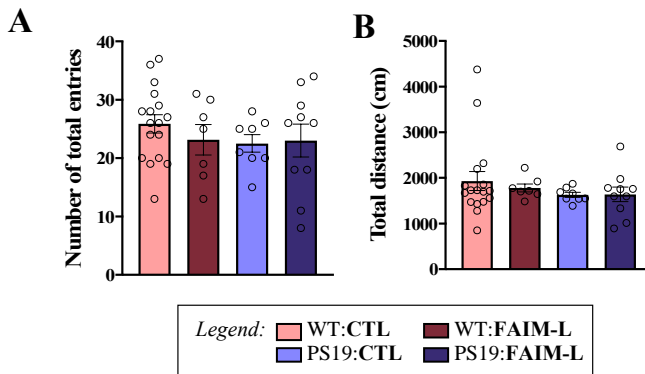 A
Number of total entries
40
30
20
10
0
B
Total distance (cm)
5000
4000
3000
2000
1000
0
Legend: WT:CTL WT:FAIM-L
PS19:CTL PS19:FAIM-L